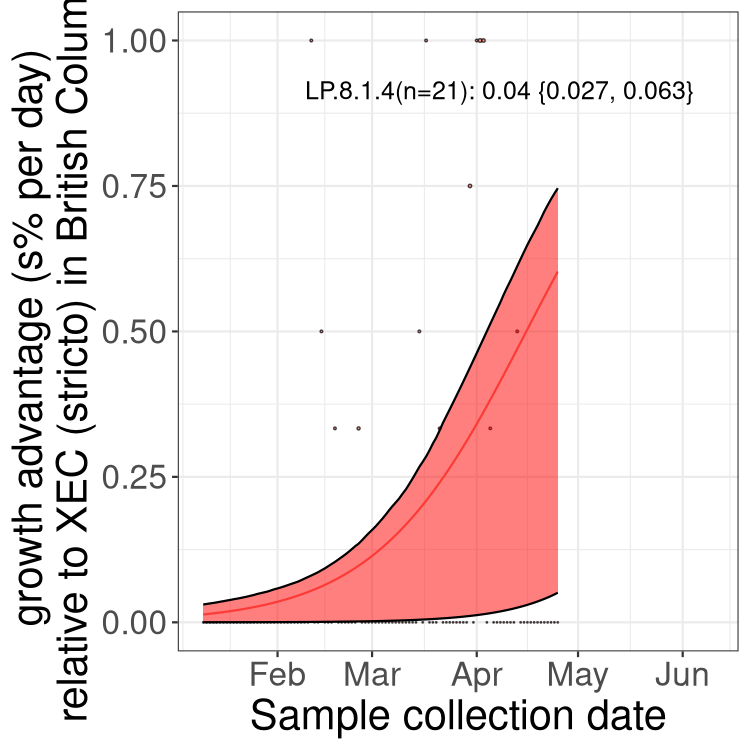 growth advantage (s% per day)
relative to XEC (stricto) in British Colum
1.00
0.75
0.50
0.25
0.00
LP.8.1.4(n=21): 0.04 {0.027, 0.063}
Feb Mar Apr May Jun
Sample collection date